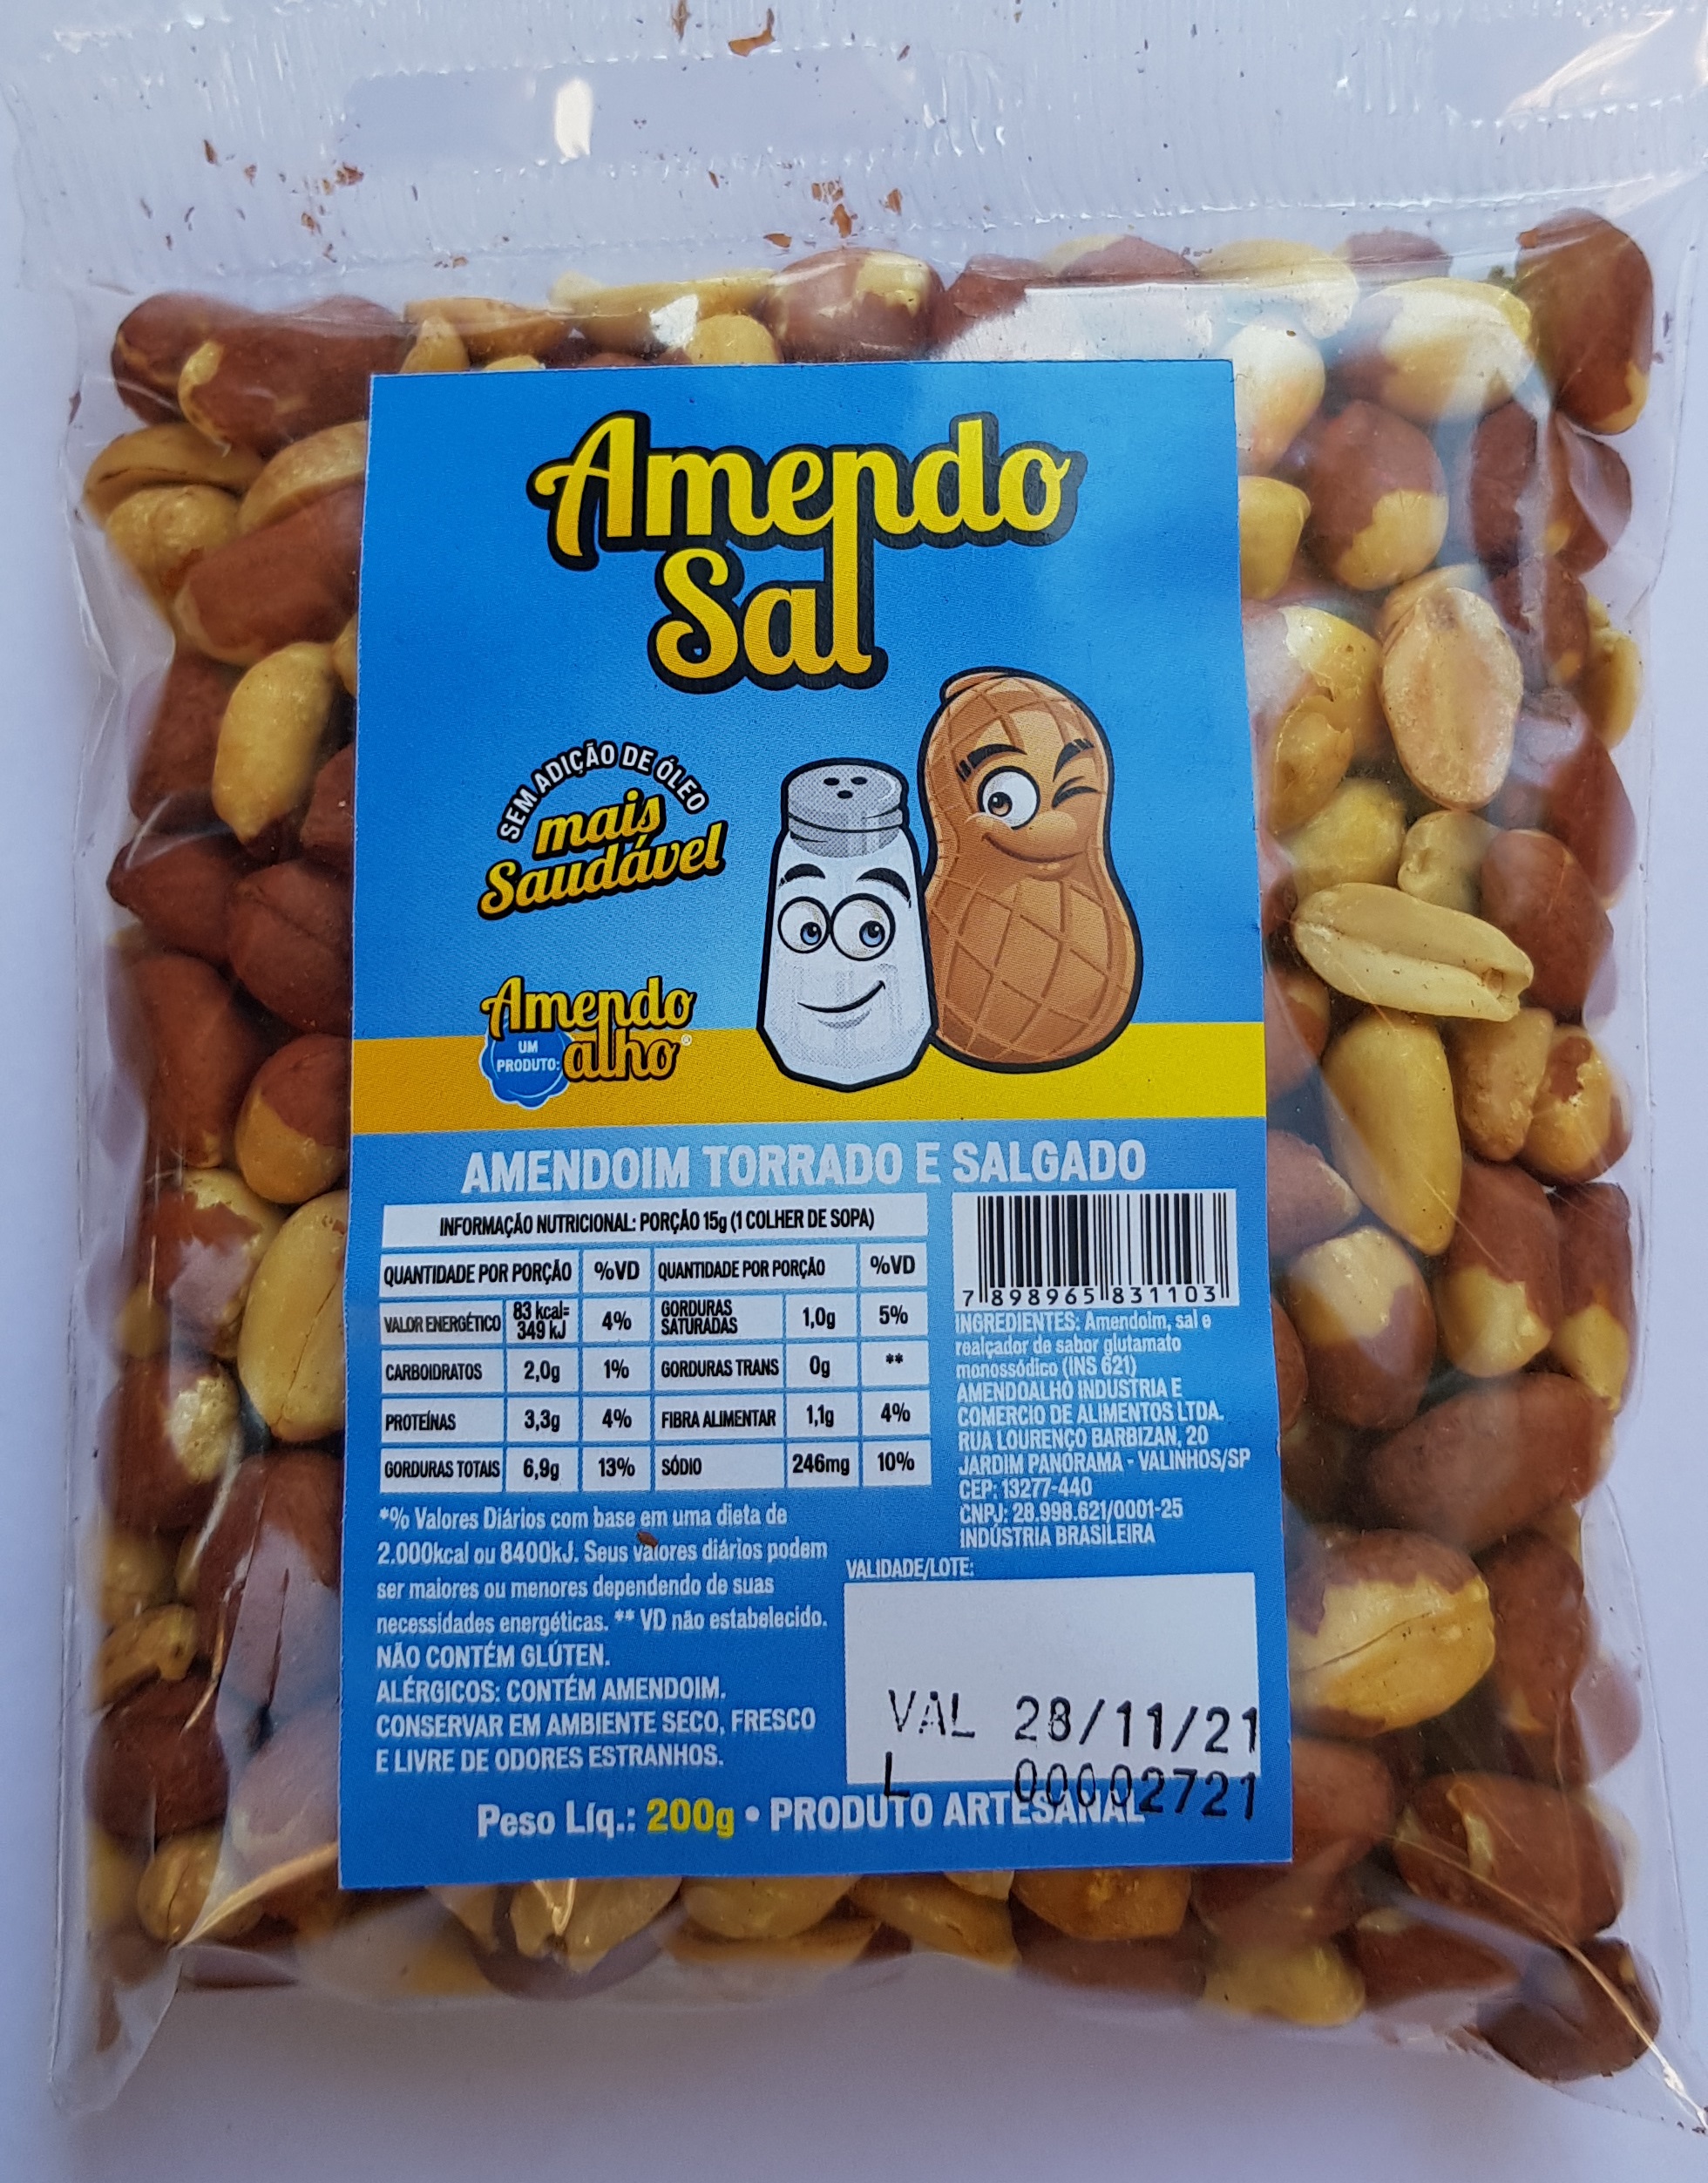 Amendo
Sal
SEM ADIÇÃO DE ÓLEO
mais
Saudável
Amendo
alho®
UM
PRODUTO:
AMENDOIM TORRADO E SALGADO
INFORMAÇÃO NUTRICIONAL: PORÇÃO 15g (1 COLHER DE SOPA)
QUANTIDADE POR PORÇÃO %VD QUANTIDADE POR PORÇÃO %VD
VALOR ENERGÉTICO 83 kcal= 349 kJ 4% GORDURAS SATURADAS 1,0g 5%
CARBOIDRATOS 2,0g 1% GORDURAS TRANS 0g **
PROTEÍNAS 3,3g 4% FIBRA ALIMENTAR 1,1g 4%
GORDURAS TOTAIS 6,9g 13% SÓDIO 246mg 10%
*% Valores Diários com base em uma dieta de
2.000kcal ou 8400kJ. Seus valores diários podem
ser maiores ou menores dependendo de suas
necessidades energéticas. ** VD não estabelecido.
NÃO CONTÉM GLÚTEN.
ALÉRGICOS: CONTÉM AMENDOIM.
CONSERVAR EM AMBIENTE SECO, FRESCO
E LIVRE DE ODORES ESTRANHOS.
7 898965 831103
INGREDIENTES: Amendoim, sal e
realçador de sabor glutamato
monossódico (INS 621)
AMENDOALHO INDUSTRIA E
COMERCIO DE ALIMENTOS LTDA.
RUA LOURENÇO BARBIZAN, 20
JARDIM PANORAMA - VALINHOS/SP
CEP: 13277-440
CNPJ: 28.998.621/0001-25
INDÚSTRIA BRASILEIRA
VALIDADE/LOTE:
VAL 28/11/21
L 00002721
Peso Líq.: 200g • PRODUTO ARTESANAL